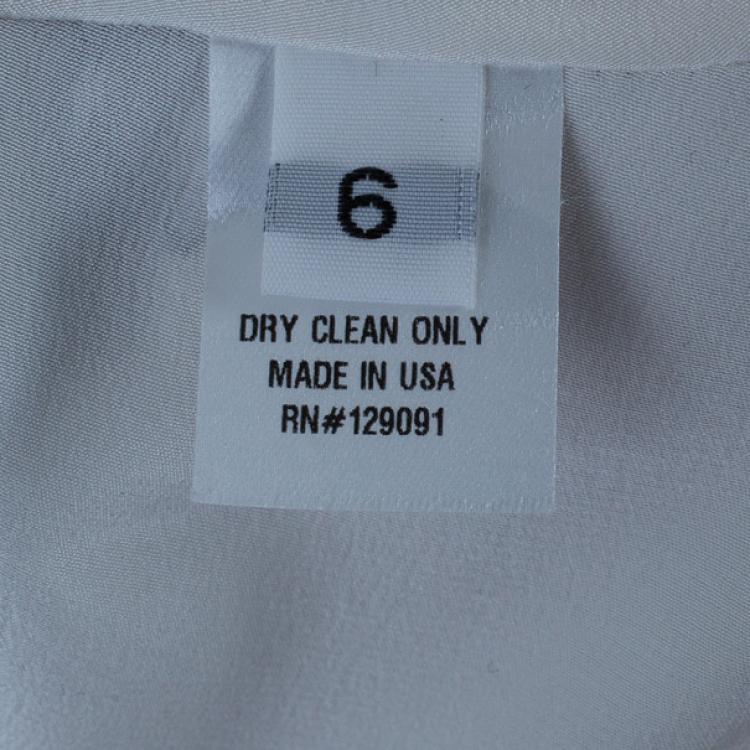 6
DRY CLEAN ONLY
MADE IN USA
RN#129091